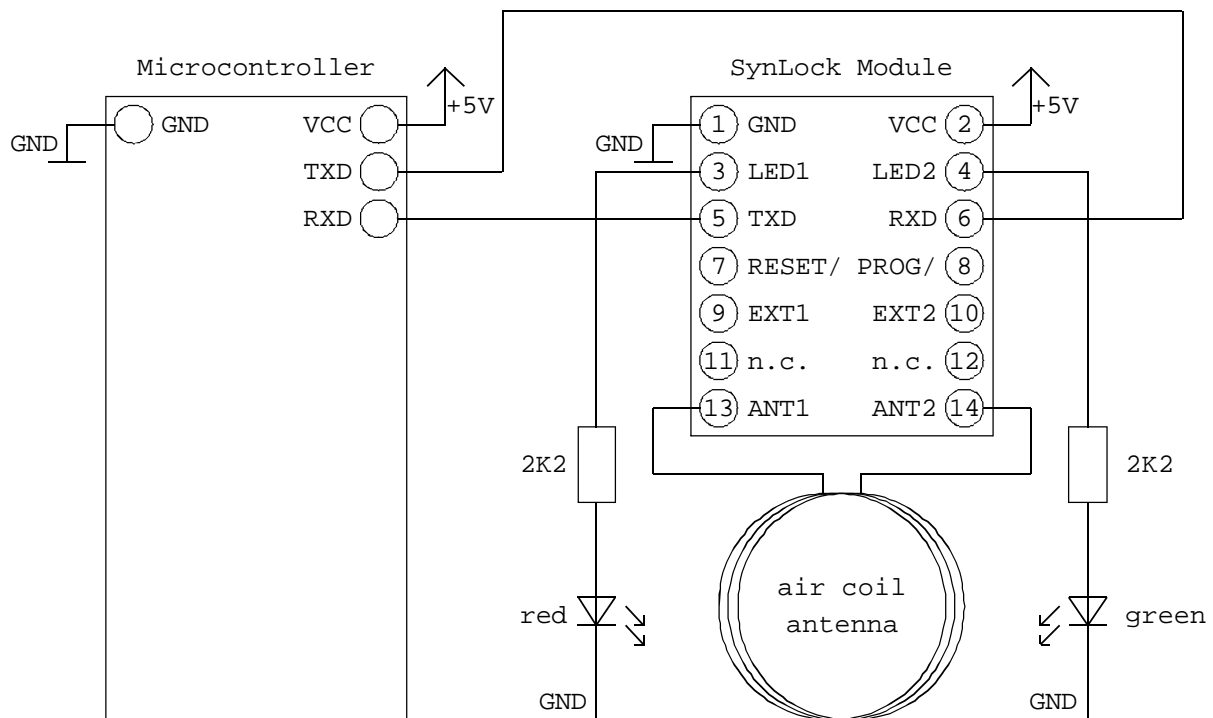 Microcontroller
SynLock Module
+5V
+5V
GND
GND
VCC
GND
1
GND
VCC
2
TXD
3
LED1
LED2
4
RXD
5
TXD
RXD
6
7
RESET/
PROG/
8
9
EXT1
EXT2
10
11
n.c.
n.c.
12
13
ANT1
ANT2
14
2K2
2K2
air coil
antenna
red
green
GND
GND